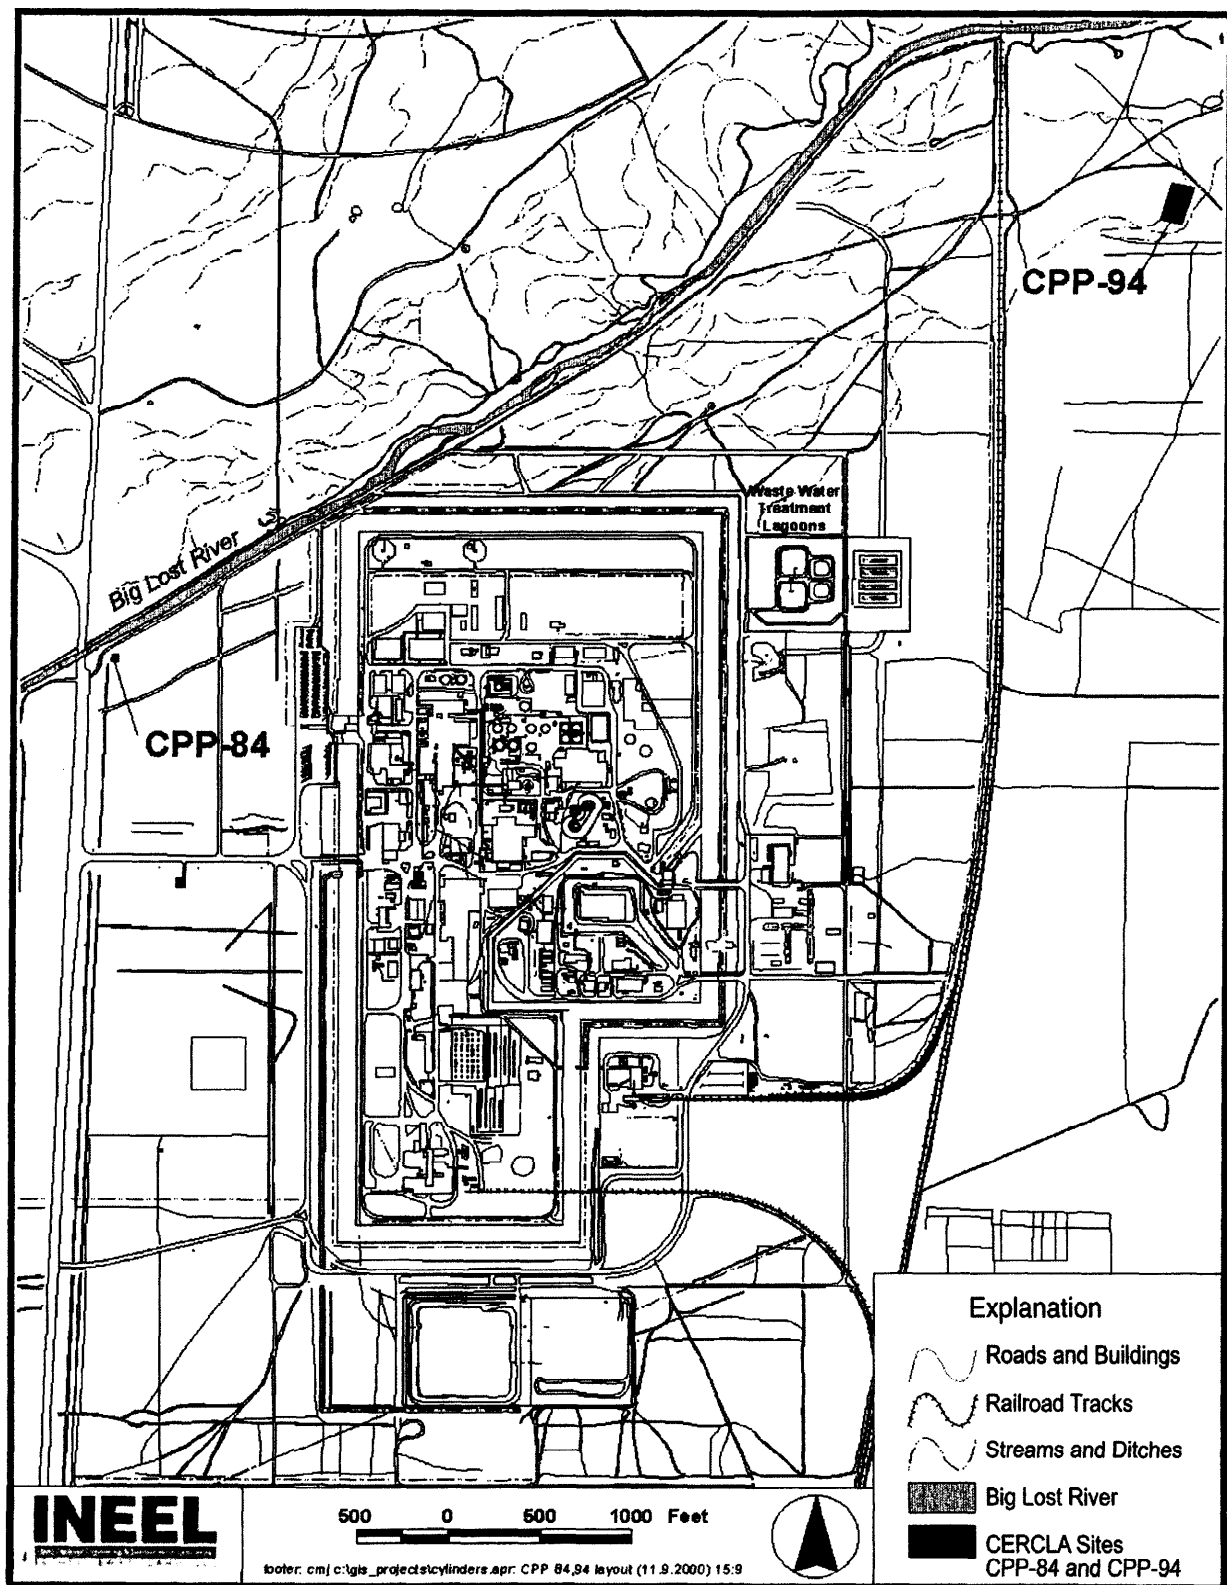 CPP-94
Waste Water
Treatment
Lagoons
Big Lost River
CPP-84
Explanation
Roads and Buildings
Railroad Tracks
Streams and Ditches
Big Lost River
CERCLA Sites
CPP-84 and CPP-94
INEEL
500 0 500 1000 Feet
footer: cmj c:\gis_projects\cylinders.apr: CPP 84,94 layout (11.9.2000) 15:9